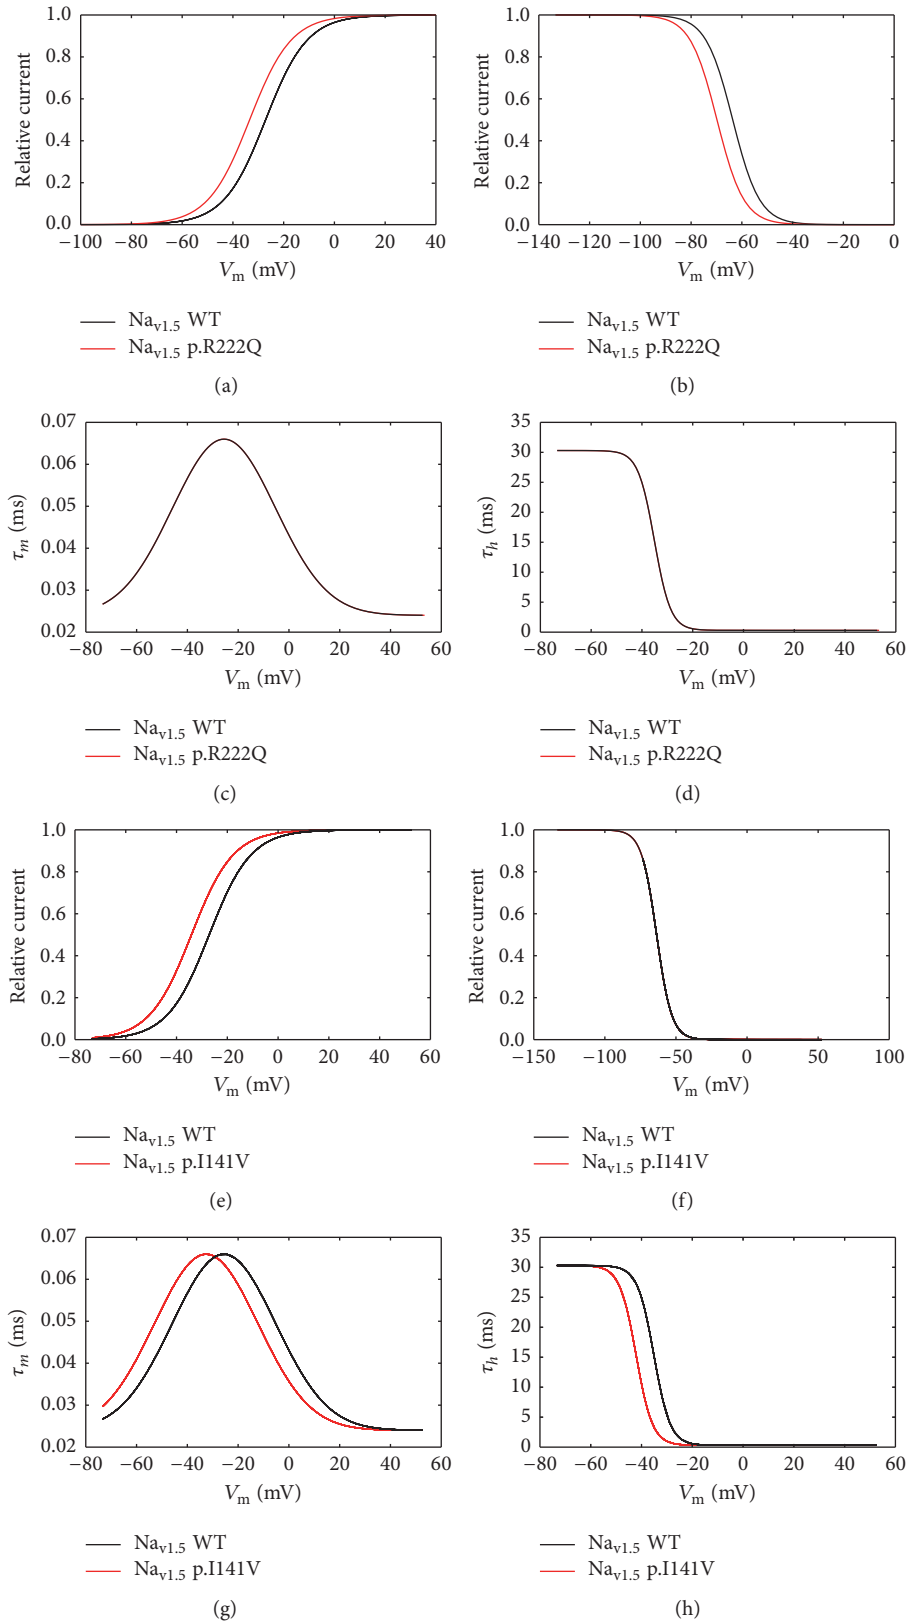 1.0
0.8
0.6
0.4
0.2
0.0
Relative current
−100 −80 −60 −40 −20 0 20 40
Vm (mV)
Nav1.5 WT
Nav1.5 p.R222Q
(a)
1.0
0.8
0.6
0.4
0.2
0.0
Relative current
−140 −120 −100 −80 −60 −40 −20 0
Vm (mV)
Nav1.5 WT
Nav1.5 p.R222Q
(b)
0.07
0.06
0.05
0.04
0.03
0.02
τm (ms)
−80 −60 −40 −20 0 20 40 60
Vm (mV)
Nav1.5 WT
Nav1.5 p.R222Q
(c)
35
30
25
20
15
10
5
0
τh (ms)
−80 −60 −40 −20 0 20 40 60
Vm (mV)
Nav1.5 WT
Nav1.5 p.R222Q
(d)
1.0
0.8
0.6
0.4
0.2
0.0
Relative current
−80 −60 −40 −20 0 20 40 60
Vm (mV)
Nav1.5 WT
Nav1.5 p.I141V
(e)
1.0
0.8
0.6
0.4
0.2
0.0
Relative current
−150 −100 −50 0 50 100
Vm (mV)
Nav1.5 WT
Nav1.5 p.I141V
(f)
0.07
0.06
0.05
0.04
0.03
0.02
τm (ms)
−80 −60 −40 −20 0 20 40 60
Vm (mV)
Nav1.5 WT
Nav1.5 p.I141V
(g)
35
30
25
20
15
10
5
0
τh (ms)
−80 −60 −40 −20 0 20 40 60
Vm (mV)
Nav1.5 WT
Nav1.5 p.I141V
(h)